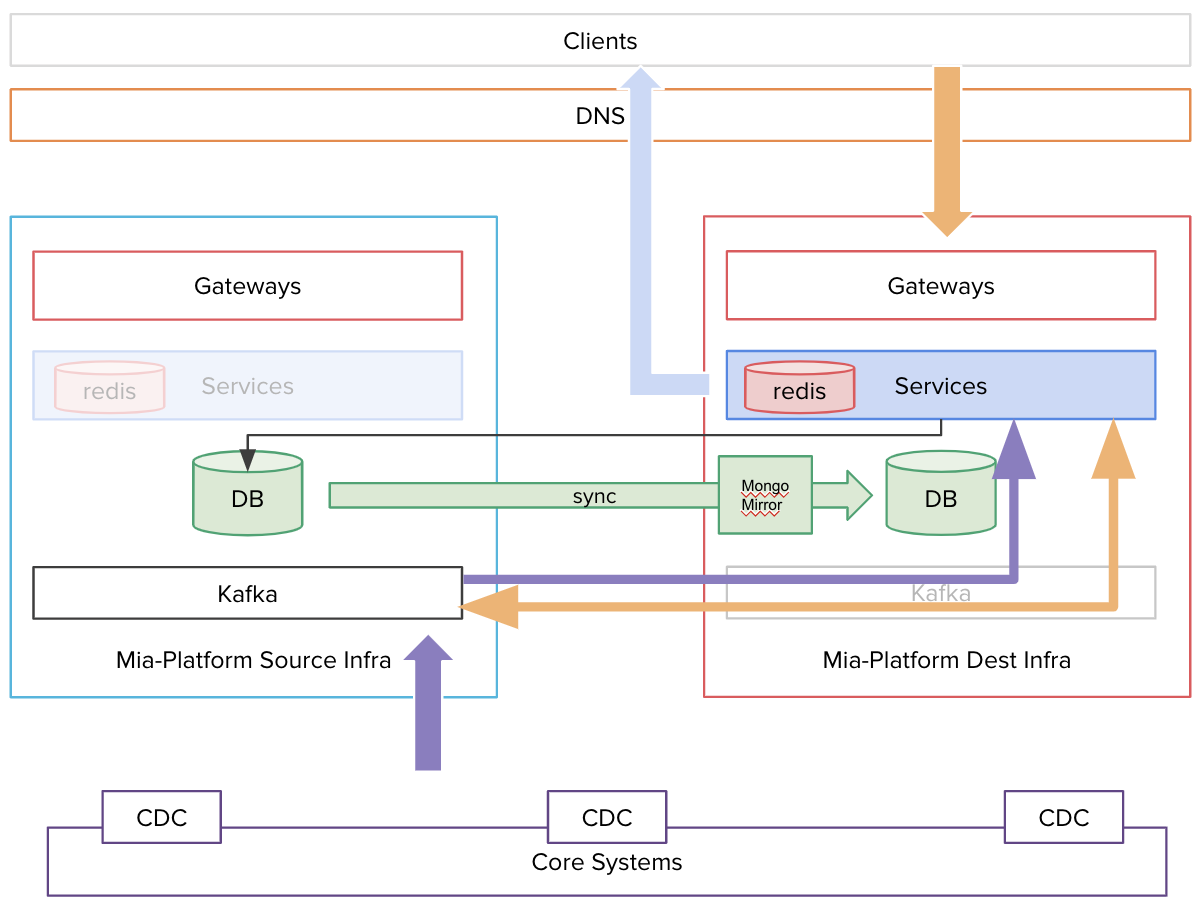 Clients
DNS
Gateways
Gateways
redis
Services
redis
Services
DB
sync
Mongo
Mirror
DB
Kafka
Kafka
Mia-Platform Source Infra
Mia-Platform Dest Infra
CDC
CDC
CDC
Core Systems